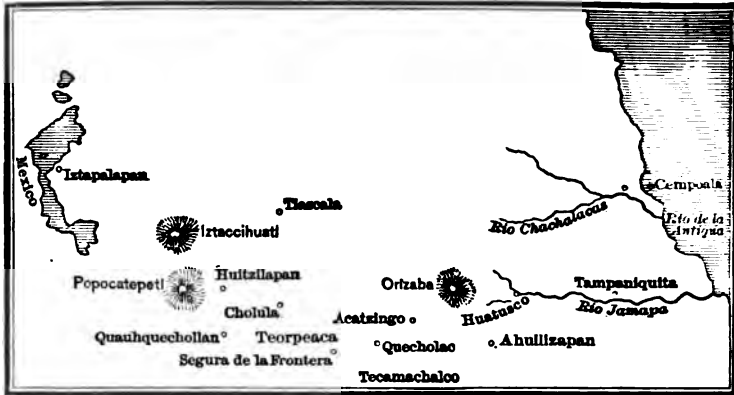 Mexico
Iztapalapan
Tlascala
Iztaccihuatl
Popocatepetl
Huitzilapan
Cholula
Quauhquechollan
Teorpeaca
Segura de la Frontera
Acatzingo
Quecholac
Tecamachalco
Orizaba
Huatusco
Ahuilizapan
Tampaniquita
Rio Jamapa
Rio Chachalacas
Cempoala
Rio de la
Antigua